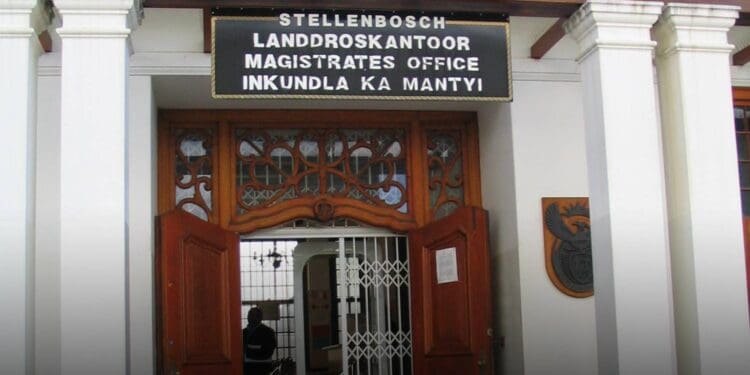 STELLENBOSCH
LANDDROSKANTOOR
MAGISTRATES OFFICE
INKUNDLA KA MANTYI